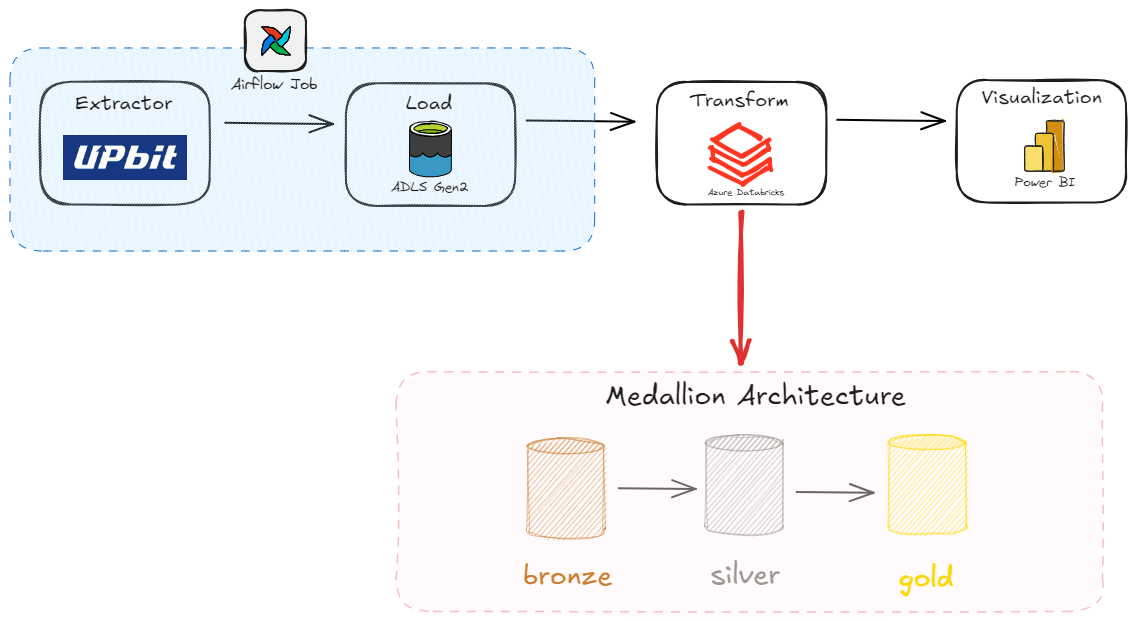 Airflow Job
Extractor
UPbit
Load
ADLS Gen2
Transform
Azure Databricks
Visualization
Power BI
Medallion Architecture
bronze
silver
gold